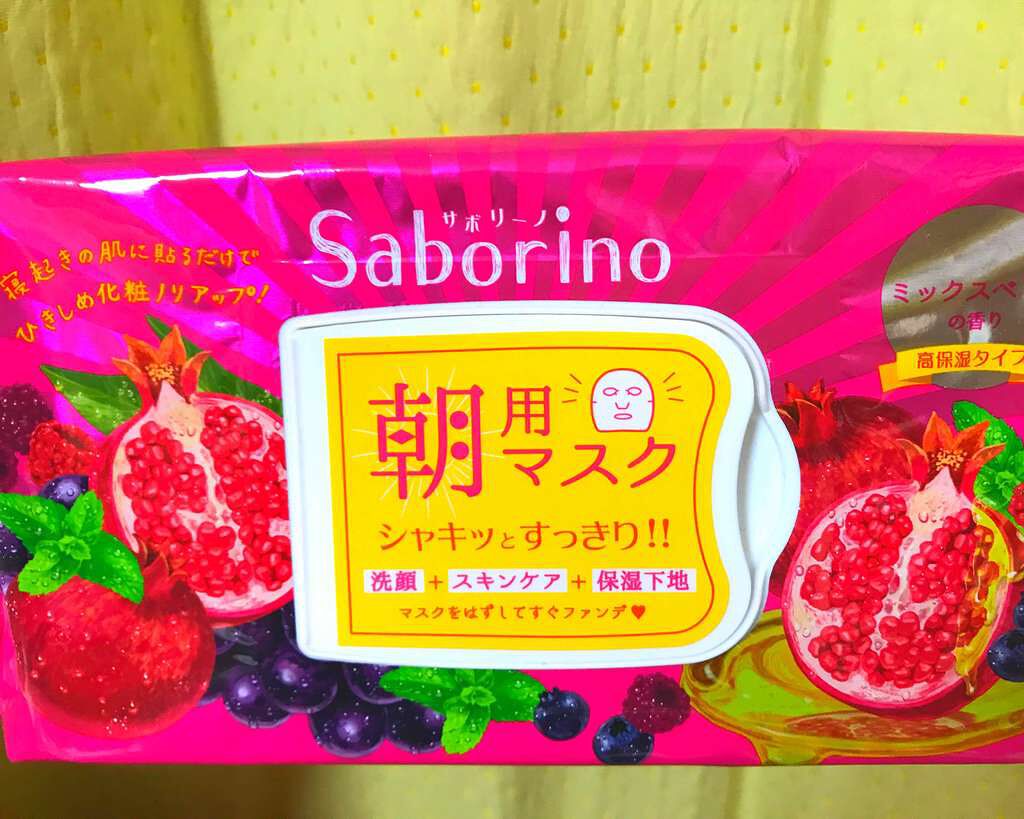 サボリーノ
Saborino
寝起きの肌に貼るだけで
ひきしめ化粧ノリアップ!
ミックスベ
の香り
高保湿タイプ
朝用マスク
シャキッとすっきり!!
洗顔+スキンケア+保湿下地
マスクをはずしてすぐファンデ♥